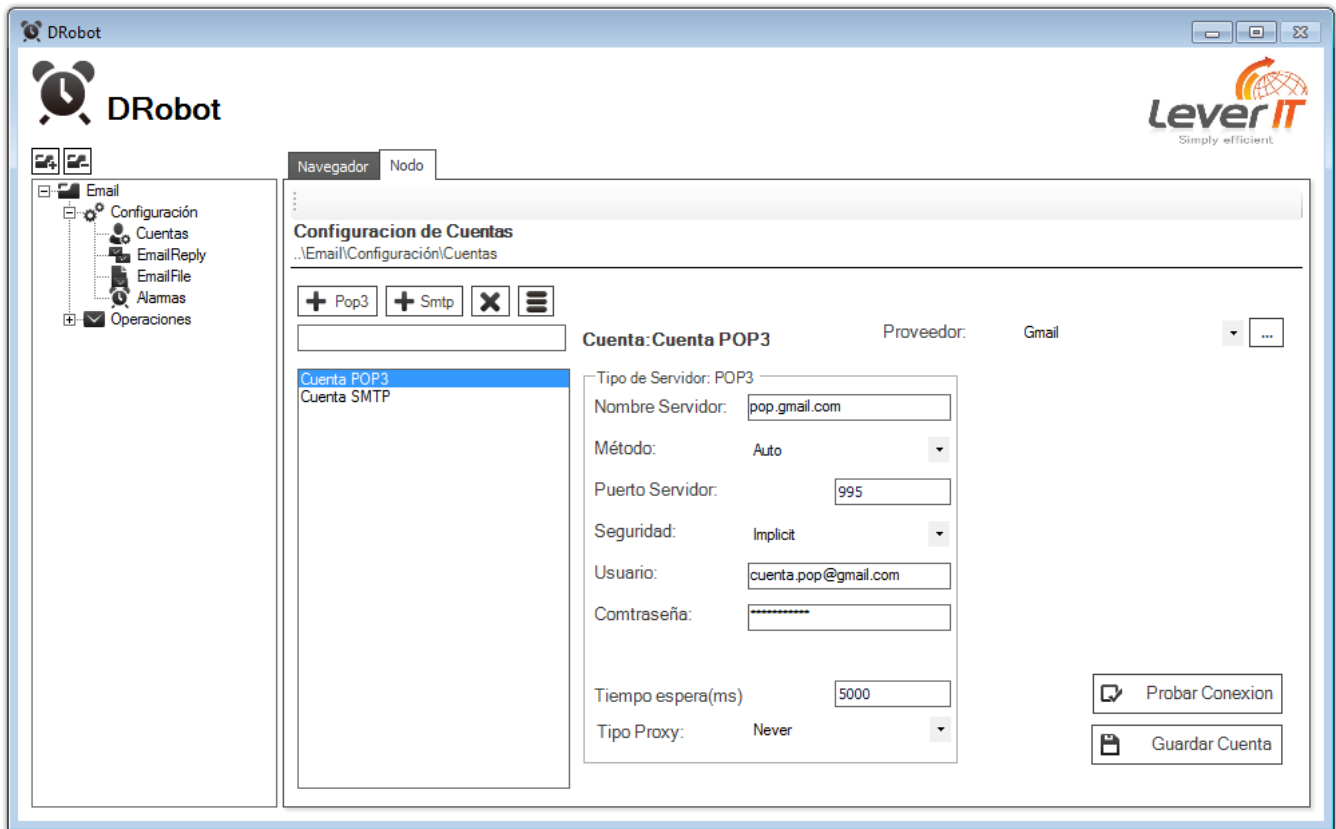 DRobot
DRobot
Lever IT
Simply efficient
Navegador Nodo
Email
Configuración
Cuentas
EmailReply
EmailFile
Alarmas
Operaciones
Configuracion de Cuentas
..\Email\Configuración\Cuentas
Pop3 Smtp
Cuenta:Cuenta POP3 Proveedor: Gmail ...
Cuenta POP3
Cuenta SMTP
Tipo de Servidor: POP3
Nombre Servidor: pop.gmail.com
Método: Auto
Puerto Servidor: 995
Seguridad: Implicit
Usuario: cuenta.pop@gmail.com
Comtraseña: ***********
Tiempo espera(ms) 5000
Tipo Proxy: Never
Probar Conexion
Guardar Cuenta